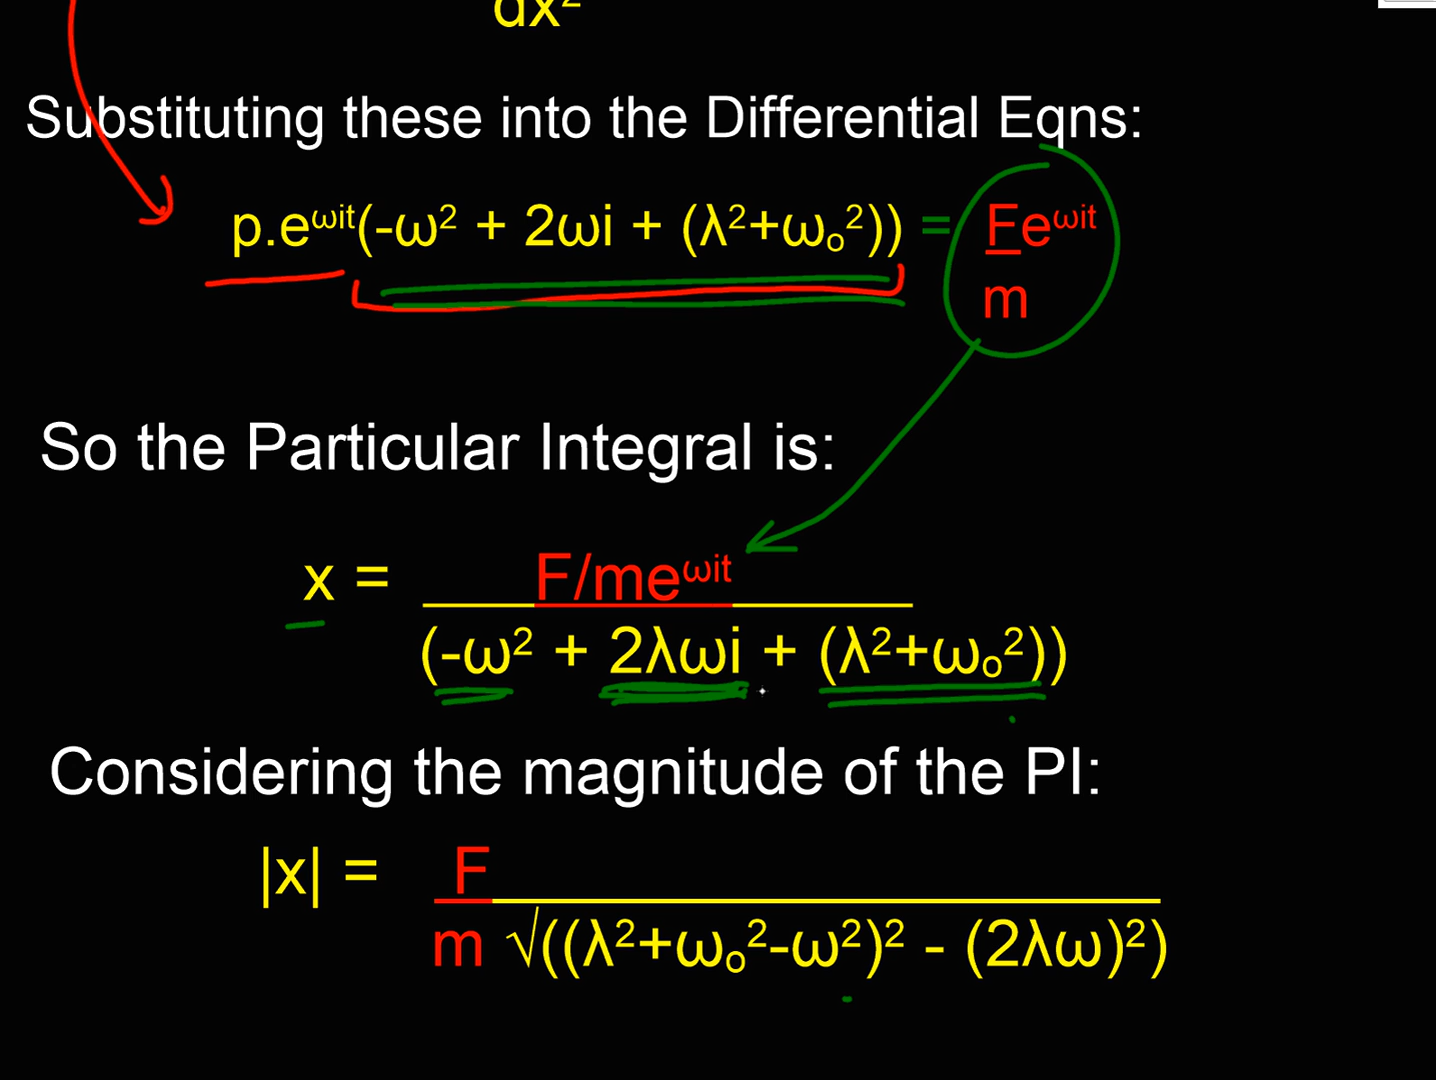 dx²
Substituting these into the Differential Eqns:
p.eωit(-ω² + 2ωi + (λ²+ωₒ²)) = Feωit
m
So the Particular Integral is:
x = F/meωit
(-ω² + 2λωi + (λ²+ωₒ²))
Considering the magnitude of the PI:
|x| = F
m √((λ²+ωₒ²-ω²)² - (2λω)²)